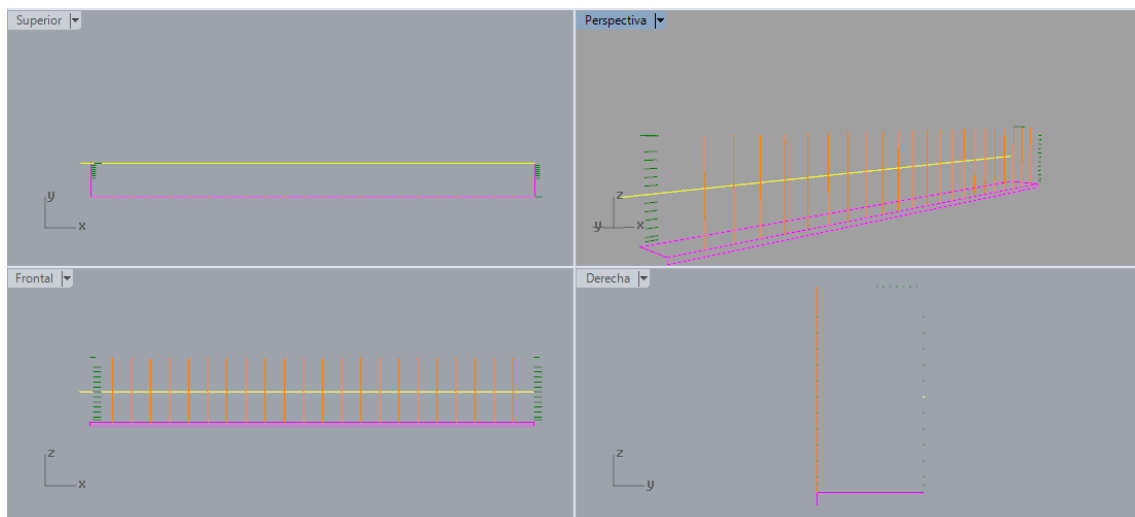 Superior
Perspectiva
y
x
z
y
x
Frontal
Derecha
z
x
z
y